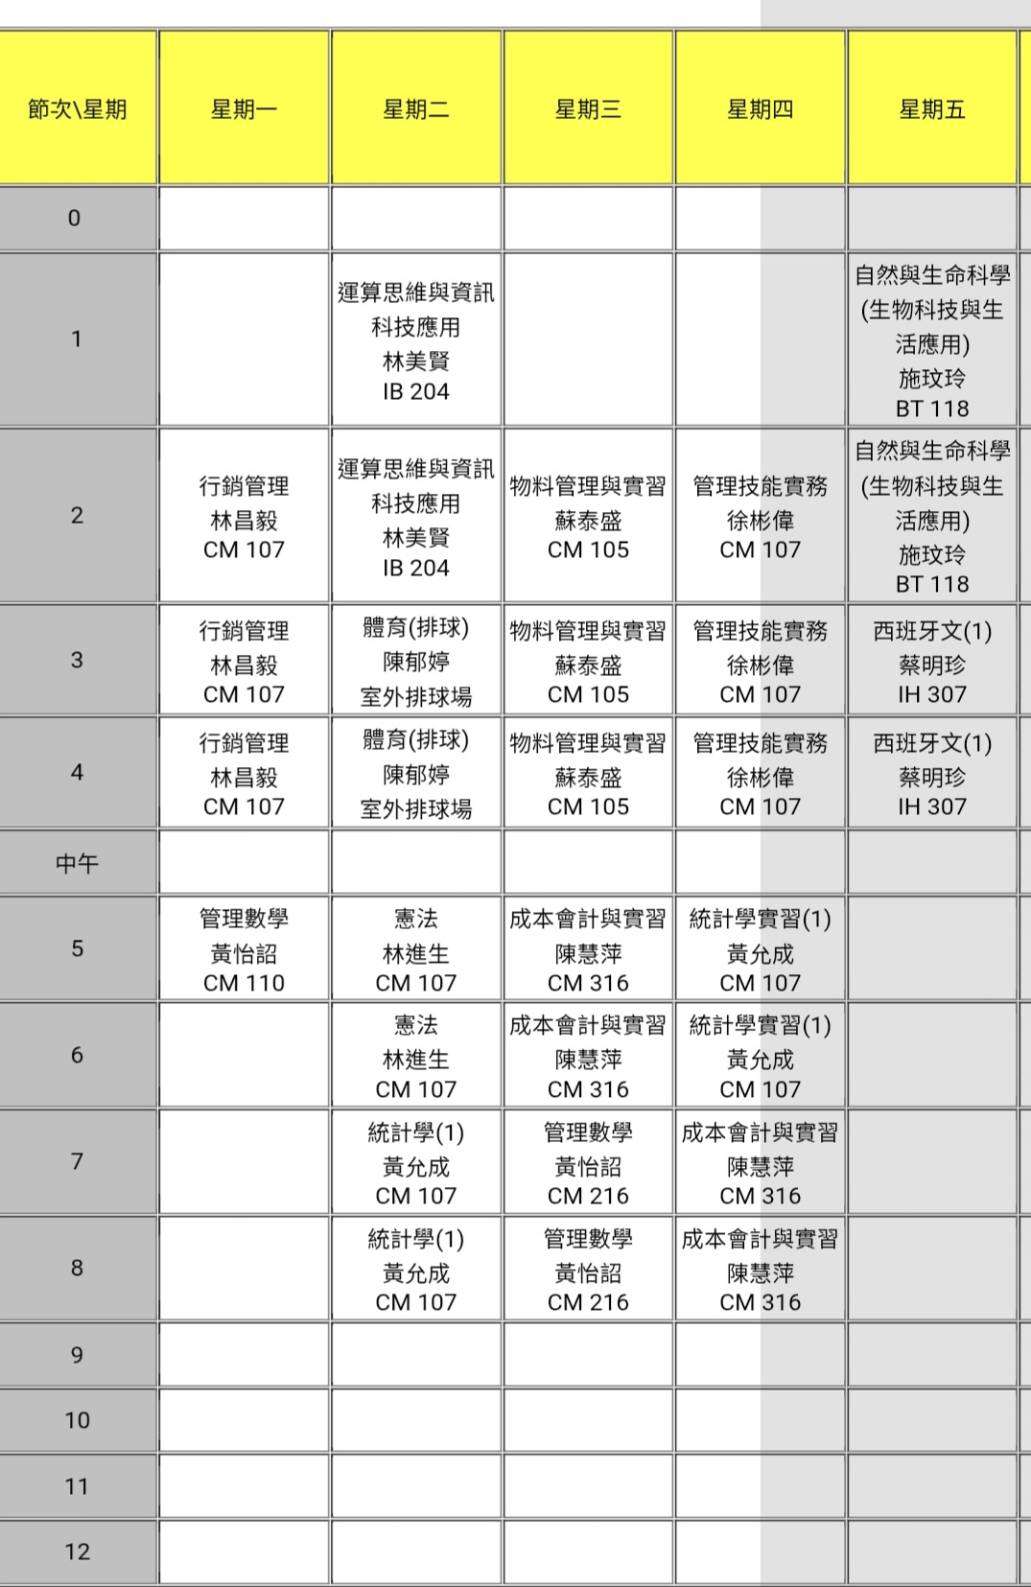 節次\星期 星期一 星期二 星期三 星期四 星期五
0
1
運算思維與資訊
科技應用
林美賢
IB 204
自然與生命科學
(生物科技與生
活應用)
施玟玲
BT 118
2
行銷管理
林昌毅
CM 107
運算思維與資訊
科技應用
林美賢
IB 204
物料管理與實習
蘇泰盛
CM 105
管理技能實務
徐彬偉
CM 107
自然與生命科學
(生物科技與生
活應用)
施玟玲
BT 118
3
行銷管理
林昌毅
CM 107
體育(排球)
陳郁婷
室外排球場
物料管理與實習
蘇泰盛
CM 105
管理技能實務
徐彬偉
CM 107
西班牙文(1)
蔡明珍
IH 307
4
行銷管理
林昌毅
CM 107
體育(排球)
陳郁婷
室外排球場
物料管理與實習
蘇泰盛
CM 105
管理技能實務
徐彬偉
CM 107
西班牙文(1)
蔡明珍
IH 307
中午
5
管理數學
黃怡詔
CM 110
憲法
林進生
CM 107
成本會計與實習
陳慧萍
CM 316
統計學實習(1)
黃允成
CM 107
6
憲法
林進生
CM 107
成本會計與實習
陳慧萍
CM 316
統計學實習(1)
黃允成
CM 107
7
統計學(1)
黃允成
CM 107
管理數學
黃怡詔
CM 216
成本會計與實習
陳慧萍
CM 316
8
統計學(1)
黃允成
CM 107
管理數學
黃怡詔
CM 216
成本會計與實習
陳慧萍
CM 316
9
10
11
12